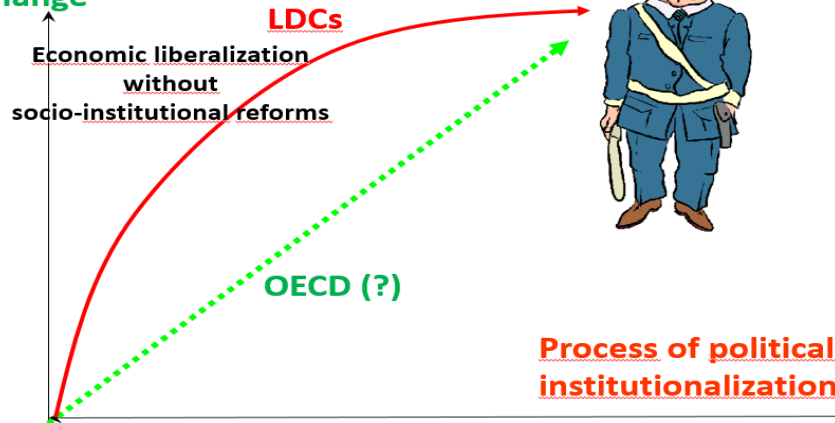 LDCs
Economic liberalization
without
socio-institutional reforms
OECD (?)
Process of political
institutionalization